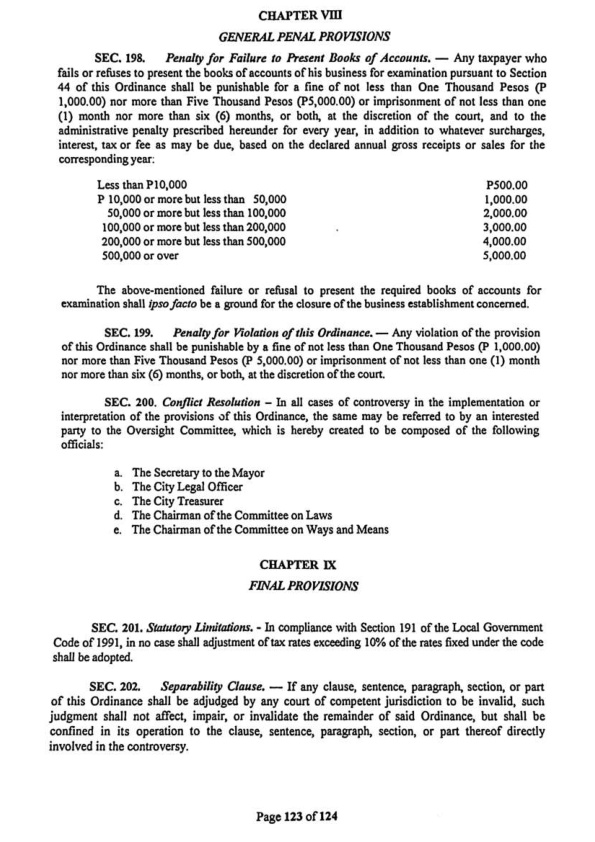 CHAPTER VIII
GENERAL PENAL PROVISIONS
SEC. 198. Penalty for Failure to Present Books of Accounts. — Any taxpayer who
fails or refuses to present the books of accounts of his business for examination pursuant to Section
44 of this Ordinance shall be punishable for a fine of not less than One Thousand Pesos (P
1,000.00) nor more than Five Thousand Pesos (P5,000.00) or imprisonment of not less than one
(1) month nor more than six (6) months, or both, at the discretion of the court, and to the
administrative penalty prescribed hereunder for every year, in addition to whatever surcharges,
interest, tax or fee as may be due, based on the declared annual gross receipts or sales for the
corresponding year:
Less than P10,000 P500.00
P 10,000 or more but less than 50,000 1,000.00
50,000 or more but less than 100,000 2,000.00
100,000 or more but less than 200,000 3,000.00
200,000 or more but less than 500,000 4,000.00
500,000 or over 5,000.00
The above-mentioned failure or refusal to present the required books of accounts for
examination shall ipso facto be a ground for the closure of the business establishment concerned.
SEC. 199. Penalty for Violation of this Ordinance. — Any violation of the provision
of this Ordinance shall be punishable by a fine of not less than One Thousand Pesos (P 1,000.00)
nor more than Five Thousand Pesos (P 5,000.00) or imprisonment of not less than one (1) month
nor more than six (6) months, or both, at the discretion of the court.
SEC. 200. Conflict Resolution – In all cases of controversy in the implementation or
interpretation of the provisions of this Ordinance, the same may be referred to by an interested
party to the Oversight Committee, which is hereby created to be composed of the following
officials:
a. The Secretary to the Mayor
b. The City Legal Officer
c. The City Treasurer
d. The Chairman of the Committee on Laws
e. The Chairman of the Committee on Ways and Means
CHAPTER IX
FINAL PROVISIONS
SEC. 201. Statutory Limitations. - In compliance with Section 191 of the Local Government
Code of 1991, in no case shall adjustment of tax rates exceeding 10% of the rates fixed under the code
shall be adopted.
SEC. 202. Separability Clause. — If any clause, sentence, paragraph, section, or part
of this Ordinance shall be adjudged by any court of competent jurisdiction to be invalid, such
judgment shall not affect, impair, or invalidate the remainder of said Ordinance, but shall be
confined in its operation to the clause, sentence, paragraph, section, or part thereof directly
involved in the controversy.
Page 123 of 124